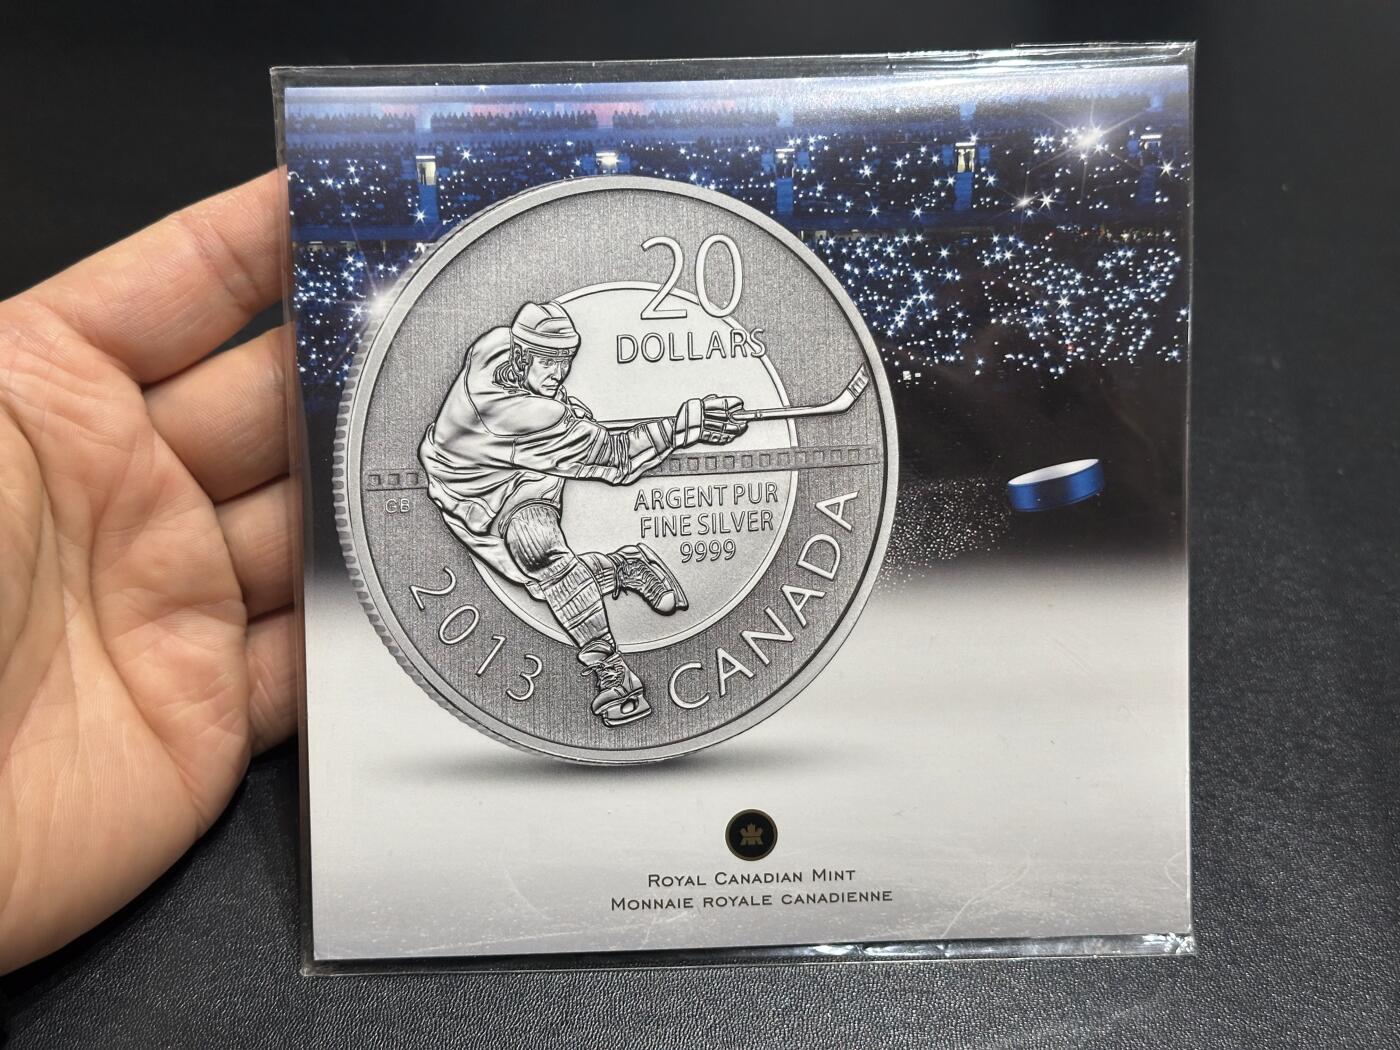 20
DOLLARS
ARGENT PUR
FINE SILVER
9999
GB
2013
CANADA
ROYAL CANADIAN MINT
MONNAIE ROYALE CANADIENNE